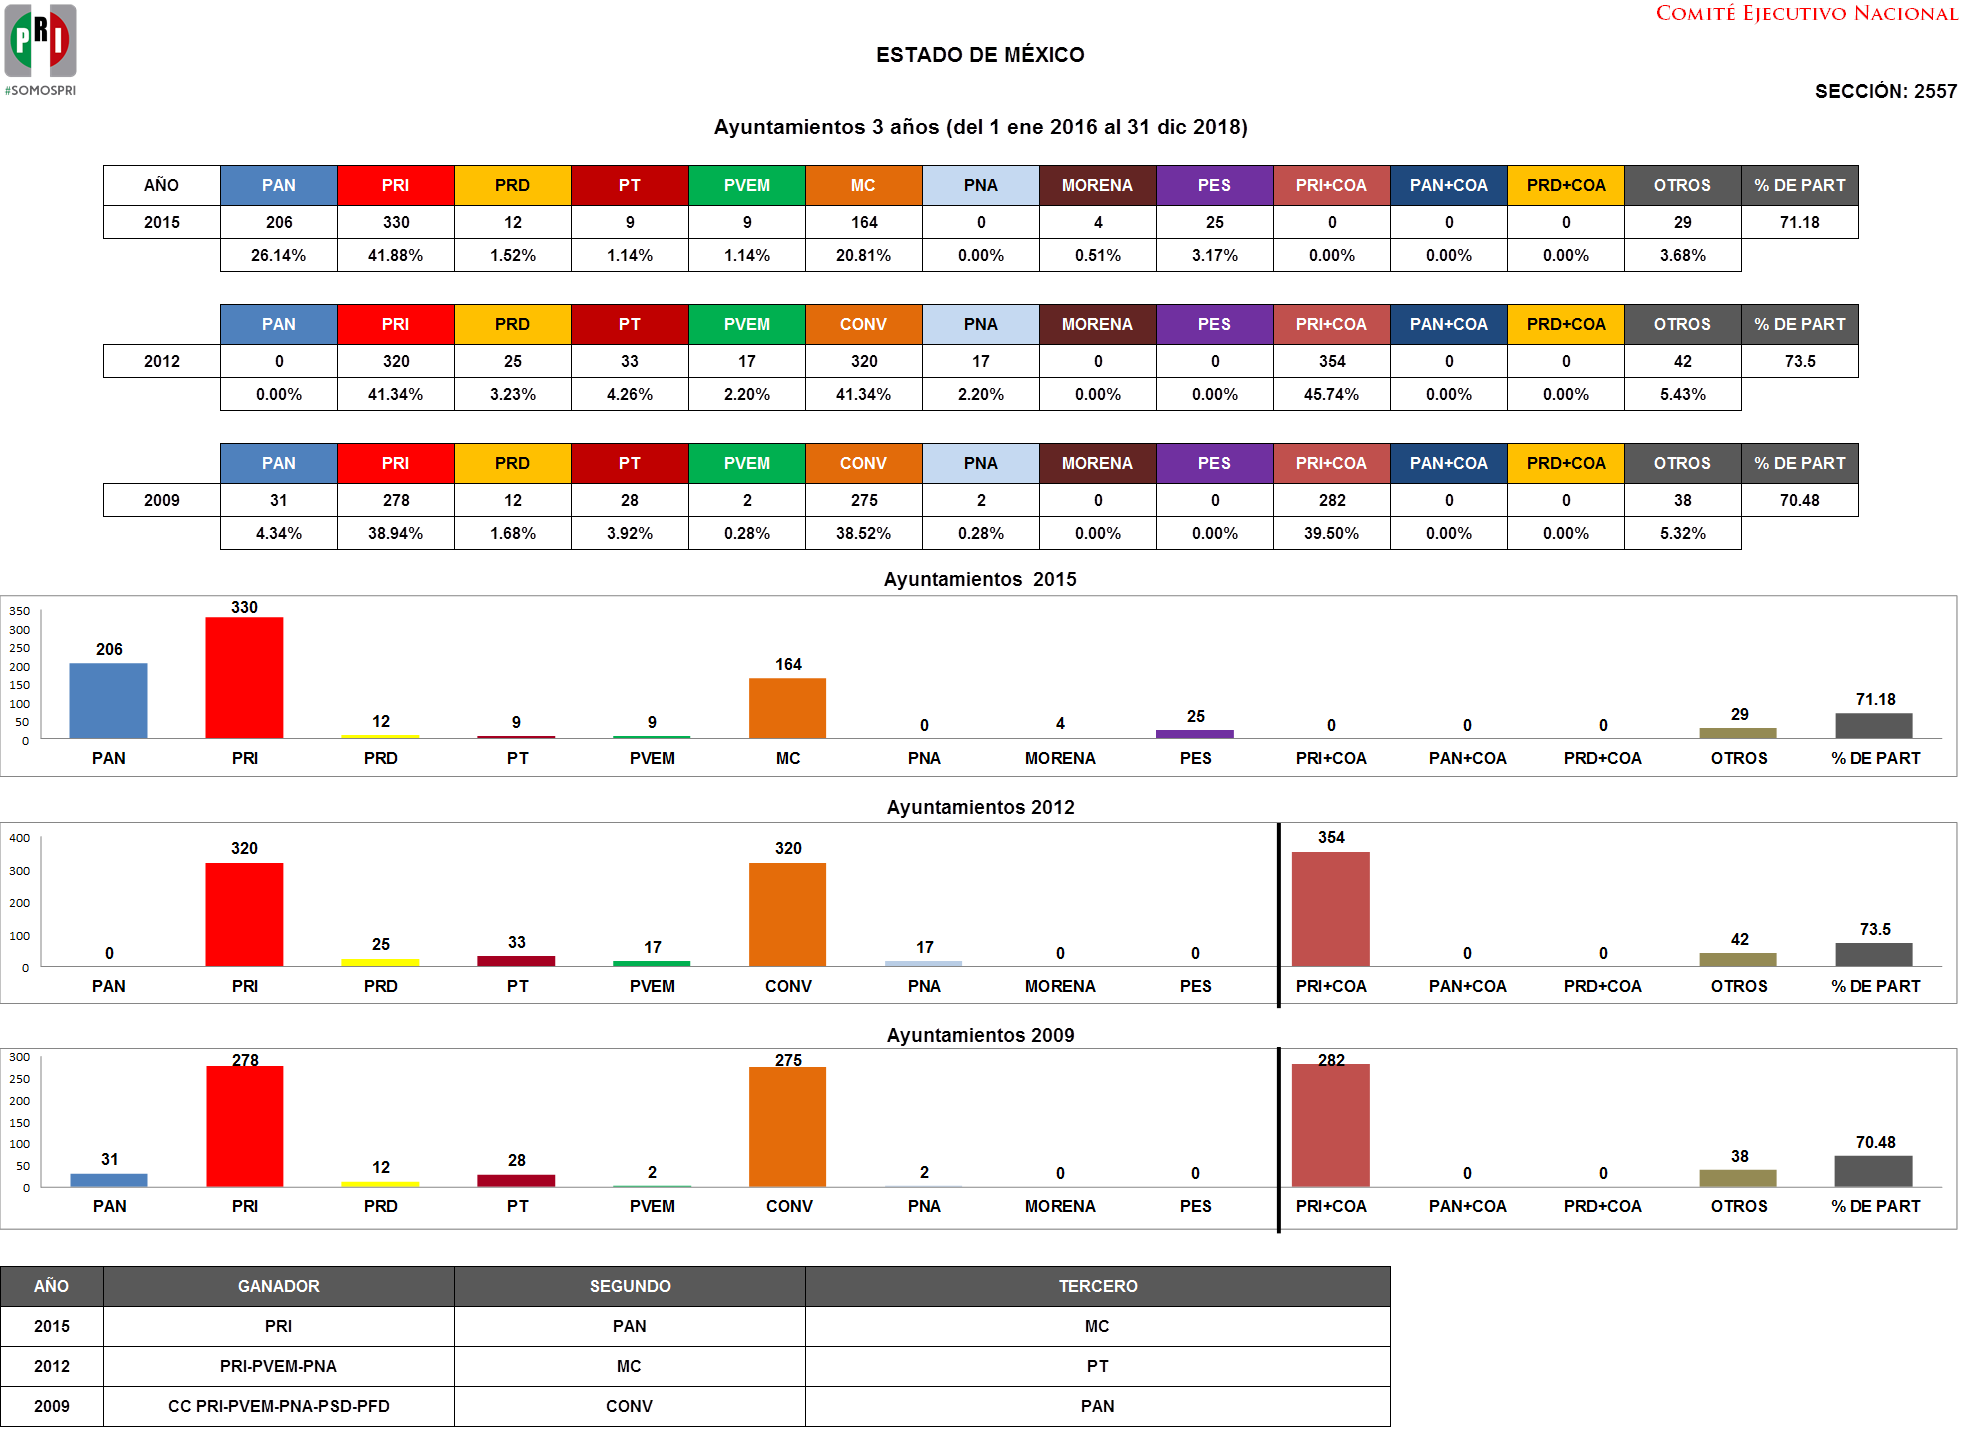 PRI
#SOMOSPRI
COMITÉ EJECUTIVO NACIONAL
ESTADO DE MÉXICO
SECCIÓN: 2557
Ayuntamientos 3 años (del 1 ene 2016 al 31 dic 2018)
AÑO PAN PRI PRD PT PVEM MC PNA MORENA PES PRI+COA PAN+COA PRD+COA OTROS % DE PART
2015 206 330 12 9 9 164 0 4 25 0 0 0 29 71.18
26.14% 41.88% 1.52% 1.14% 1.14% 20.81% 0.00% 0.51% 3.17% 0.00% 0.00% 0.00% 3.68%
PAN PRI PRD PT PVEM CONV PNA MORENA PES PRI+COA PAN+COA PRD+COA OTROS % DE PART
2012 0 320 25 33 17 320 17 0 0 354 0 0 42 73.5
0.00% 41.34% 3.23% 4.26% 2.20% 41.34% 2.20% 0.00% 0.00% 45.74% 0.00% 0.00% 5.43%
PAN PRI PRD PT PVEM CONV PNA MORENA PES PRI+COA PAN+COA PRD+COA OTROS % DE PART
2009 31 278 12 28 2 275 2 0 0 282 0 0 38 70.48
4.34% 38.94% 1.68% 3.92% 0.28% 38.52% 0.28% 0.00% 0.00% 39.50% 0.00% 0.00% 5.32%
Ayuntamientos 2015
350
300
250
200
150
100
50
0
206 330 12 9 9 164 0 4 25 0 0 0 29 71.18
PAN PRI PRD PT PVEM MC PNA MORENA PES PRI+COA PAN+COA PRD+COA OTROS % DE PART
Ayuntamientos 2012
400
300
200
100
0
0 320 25 33 17 320 17 0 0 354 0 0 42 73.5
PAN PRI PRD PT PVEM CONV PNA MORENA PES PRI+COA PAN+COA PRD+COA OTROS % DE PART
Ayuntamientos 2009
300
250
200
150
100
50
0
31 278 12 28 2 275 2 0 0 282 0 0 38 70.48
PAN PRI PRD PT PVEM CONV PNA MORENA PES PRI+COA PAN+COA PRD+COA OTROS % DE PART
AÑO GANADOR SEGUNDO TERCERO
2015 PRI PAN MC
2012 PRI-PVEM-PNA MC PT
2009 CC PRI-PVEM-PNA-PSD-PFD CONV PAN